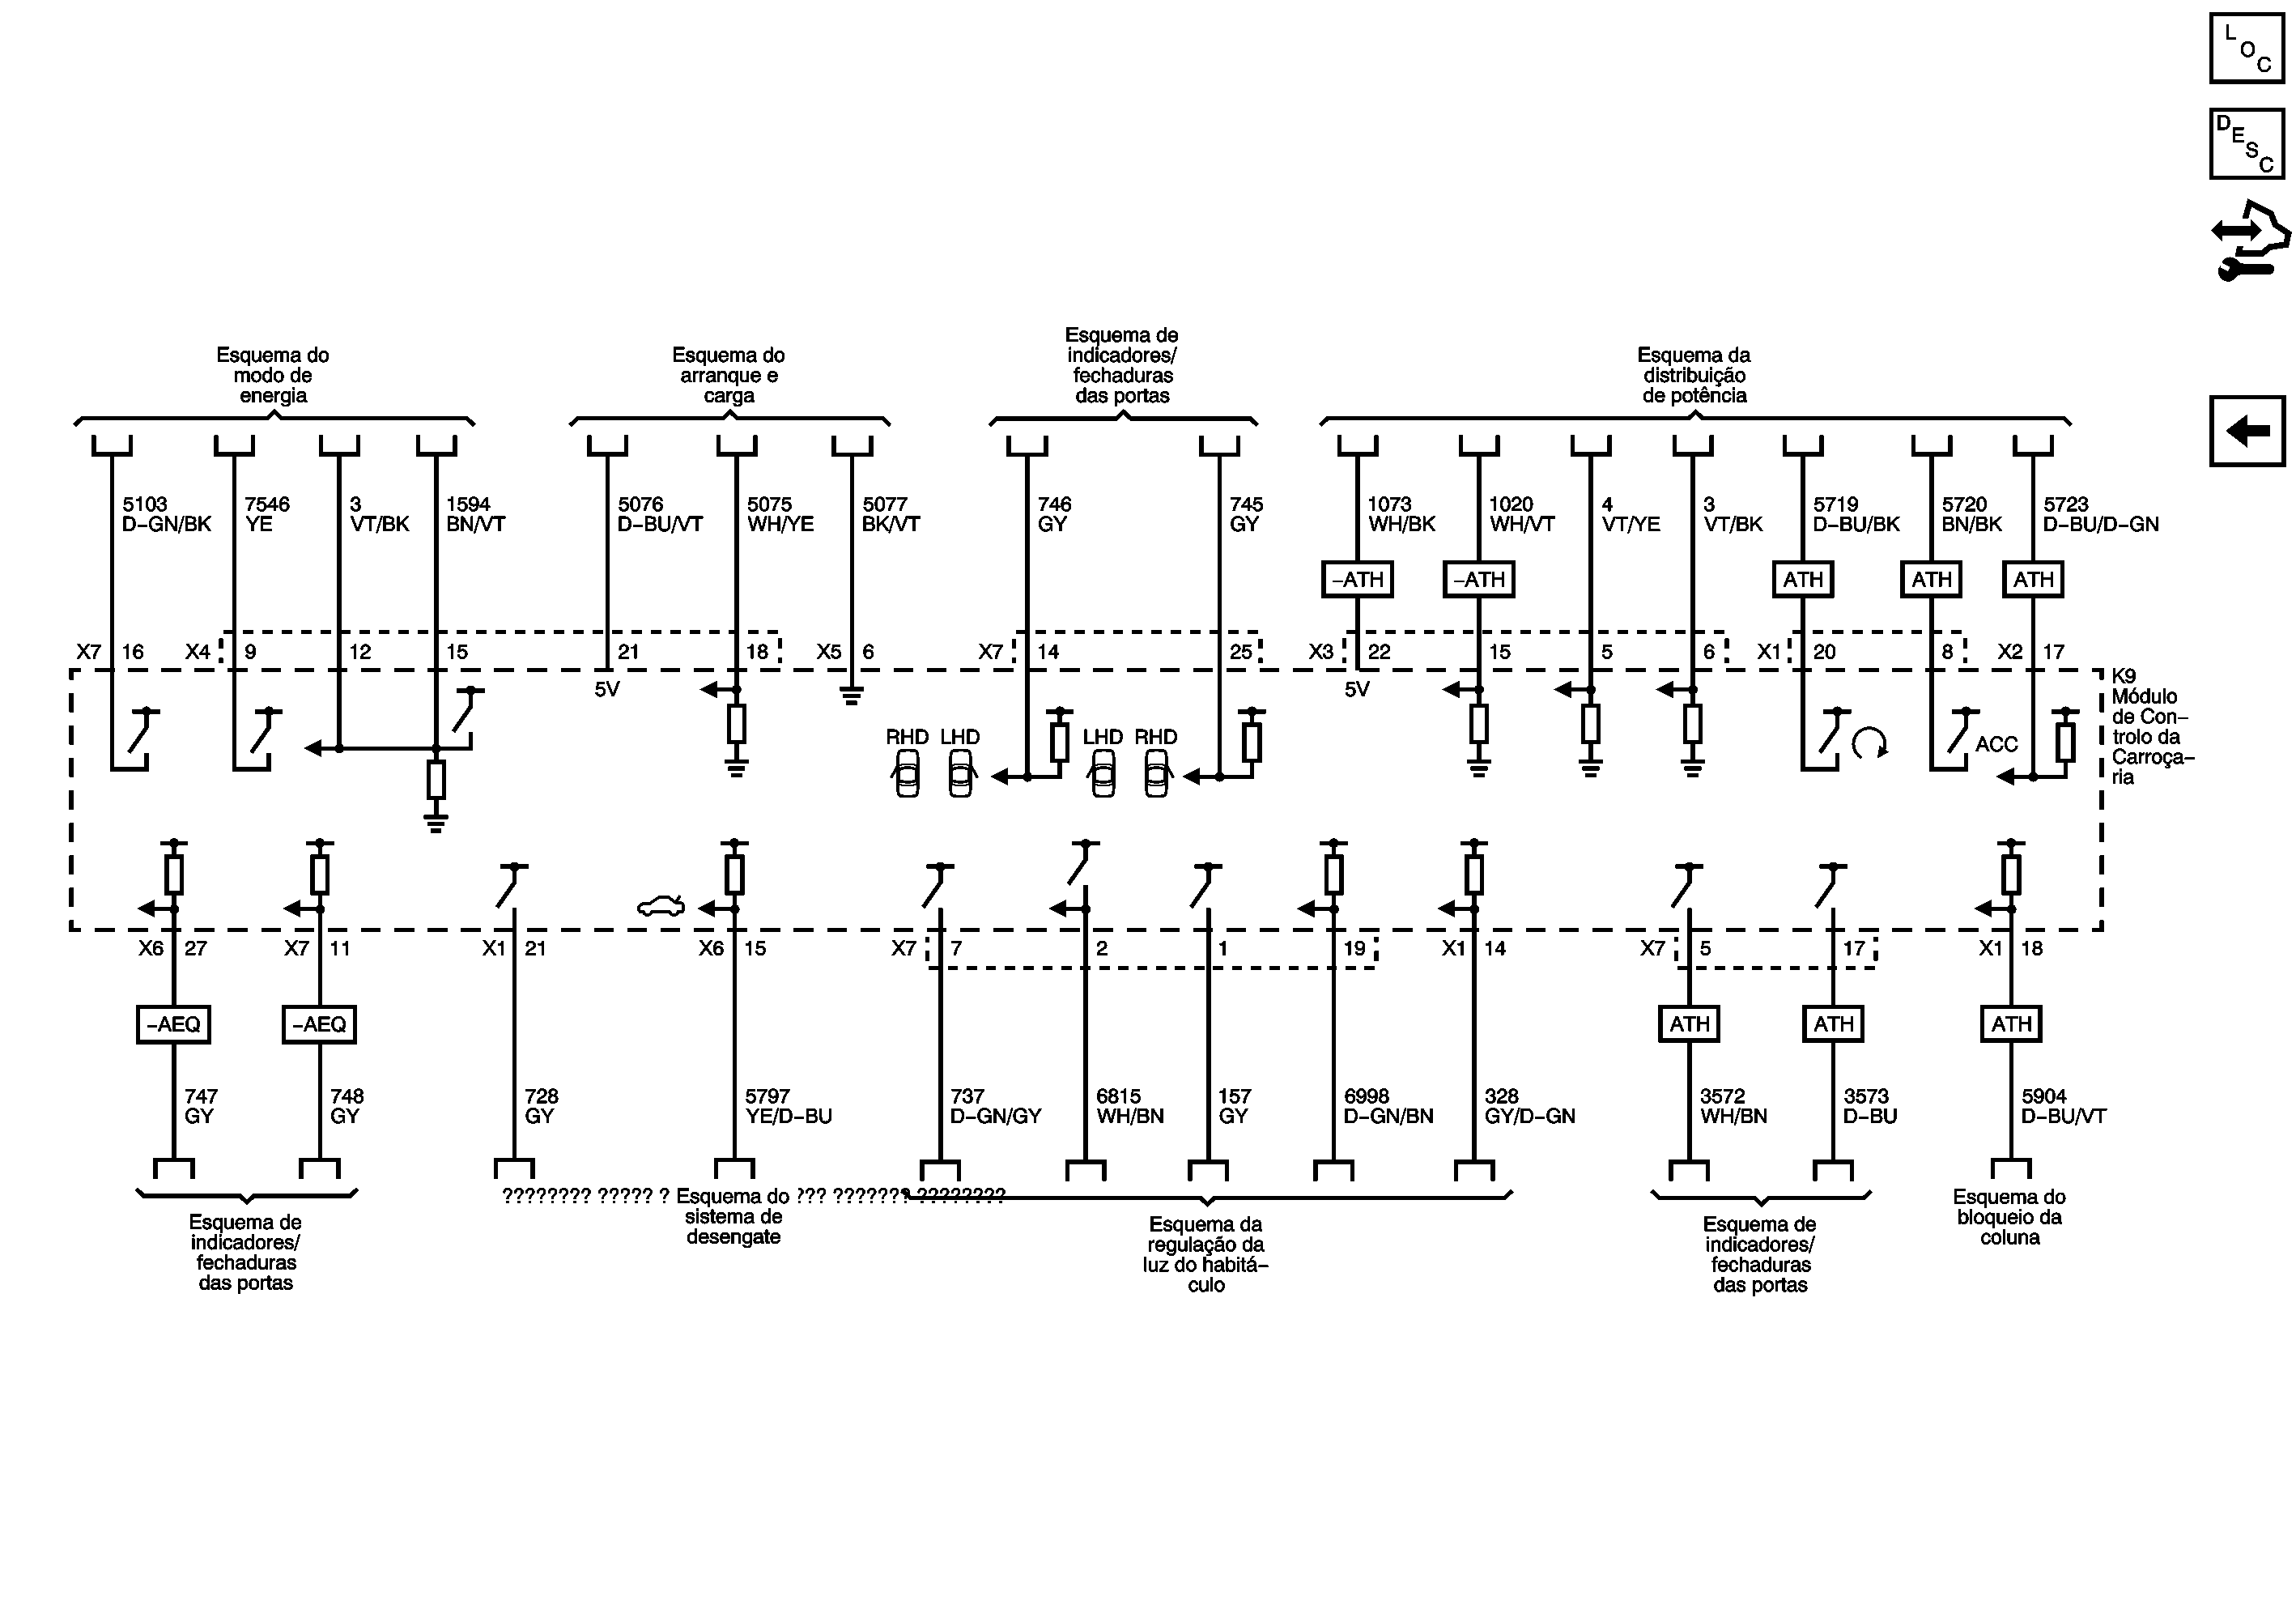 L
O
C
D
E
S
C
Esquema do
modo de
energia
Esquema do
arranque e
carga
Esquema de
indicadores/
fechaduras
das portas
Esquema da
distribuição
de potência
5103
D-GN/BK
7546
YE
3
VT/BK
1594
BN/VT
5076
D-BU/VT
5075
WH/YE
5077
BK/VT
746
GY
745
GY
1073
WH/BK
1020
WH/VT
4
VT/YE
3
VT/BK
5719
D-BU/BK
5720
BN/BK
5723
D-BU/D-GN
-ATH
-ATH
ATH
ATH
ATH
X7 16 X4 9 12 15 21 18 X5 6 X7 14 25 X3 22 15 5 6 X1 20 8 X2 17
5V
5V
K9
Módulo
de Con-
trolo da
Carroça-
ria
RHD LHD
LHD RHD
ACC
X6 27 X7 11 X1 21 X6 15 X7 7 2 1 19 X1 14 X7 5 17 X1 18
-AEQ
-AEQ
ATH
ATH
ATH
747
GY
748
GY
728
GY
5797
YE/D-BU
737
D-GN/GY
6815
WH/BN
157
GY
6998
D-GN/BN
328
GY/D-GN
3572
WH/BN
3573
D-BU
5904
D-BU/VT
Esquema de
indicadores/
fechaduras
das portas
???????? ????? ? Esquema do ??? ??????? ????????
sistema de
desengate
Esquema da
regulação da
luz do habitá-
culo
Esquema de
indicadores/
fechaduras
das portas
Esquema do
bloqueio da
coluna